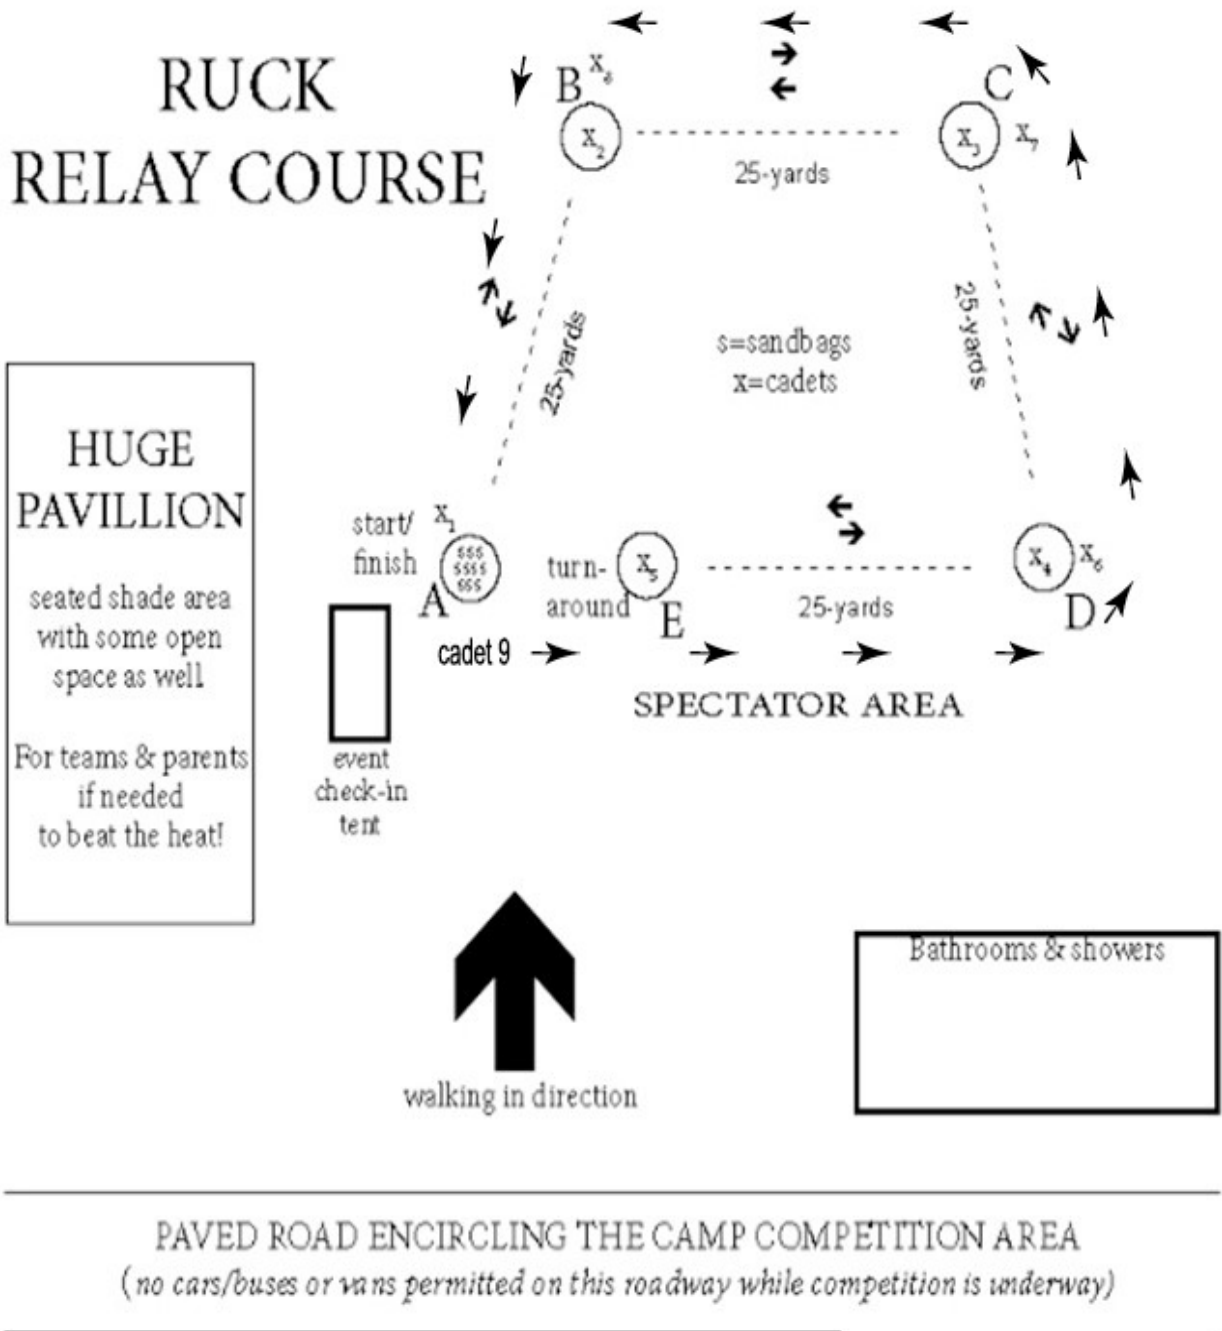 RUCK
RELAY COURSE
B
X8
X2
C
X3
X7
25-yards
25-yards
25-yards
s=sandbags
x=cadets
HUGE
PAVILLION
seated shade area
with some open
space as well
For teams & parents
if needed
to beat the heat!
start/
finish
X1
sss
ssss
sss
A
turn-
around
X5
E
25-yards
X4
X6
D
cadet 9
SPECTATOR AREA
event
check-in
tent
Bathrooms & showers
walking in direction
PAVED ROAD ENCIRCLING THE CAMP COMPETITION AREA
(no cars/buses or vans permitted on this roadway while competition is underway)